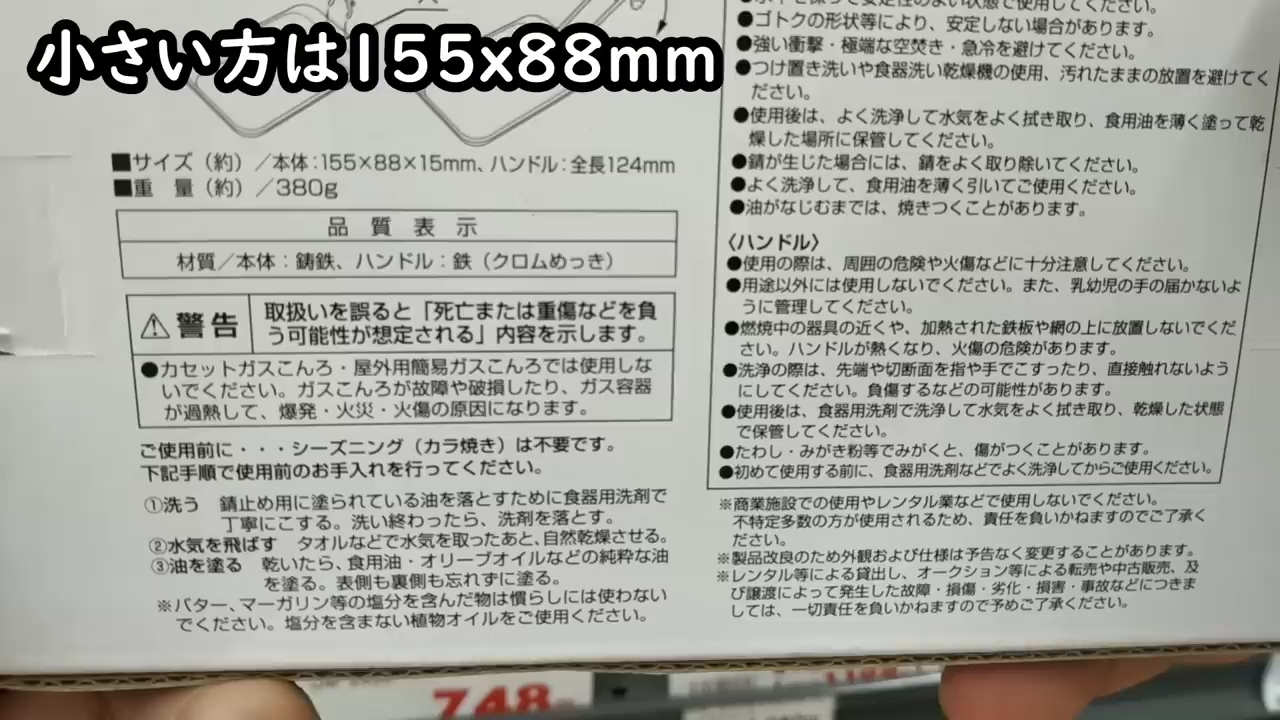 小さい方は155x88mm
■サイズ（約）／本体：155×88×15mm、ハンドル：全長124mm
■重　量（約）／380g
品　質　表　示
材質／本体：鋳鉄、ハンドル：鉄（クロムめっき）
警告
取扱いを誤ると「死亡または重傷などを負
う可能性が想定される」内容を示します。
●カセットガスこんろ・屋外用簡易ガスこんろでは使用しな
いでください。ガスこんろが故障や破損したり、ガス容器
が過熱して、爆発・火災・火傷の原因になります。
ご使用前に・・・シーズニング（カラ焼き）は不要です。
下記手順で使用前のお手入れを行ってください。
①洗う　錆止め用に塗られている油を落とすために食器用洗剤で
丁寧にこする。洗い終わったら、洗剤を落とす。
②水気を飛ばす　タオルなどで水気を取ったあと、自然乾燥させる。
③油を塗る　乾いたら、食用油・オリーブオイルなどの純粋な油
を塗る。表側も裏側も忘れずに塗る。
※バター、マーガリン等の塩分を含んだ物は慣らしには使わない
でください。塩分を含まない植物オイルをご使用ください。
●ゴトクの形状等により、安定しない場合があります。
●強い衝撃・極端な空焚き・急冷を避けてください。
●つけ置き洗いや食器洗い乾燥機の使用、汚れたままの放置を避けてく
ださい。
●使用後は、よく洗浄して水気をよく拭き取り、食用油を薄く塗って乾
燥した場所に保管してください。
●錆が生じた場合には、錆をよく取り除いてください。
●よく洗浄して、食用油を薄く引いてご使用ください。
●油がなじむまでは、焼きつくことがあります。
〈ハンドル〉
●使用の際は、周囲の危険や火傷などに十分注意してください。
●用途以外には使用しないでください。また、乳幼児の手の届かないよ
うに管理してください。
●燃焼中の器具の近くや、加熱された鉄板や網の上に放置しないでくだ
さい。ハンドルが熱くなり、火傷の危険があります。
●洗浄の際は、先端や切断面を指や手でこすったり、直接触れないよう
にしてください。負傷するなどの可能性があります。
●使用後は、食器用洗剤で洗浄して水気をよく拭き取り、乾燥した状態
で保管してください。
●たわし・みがき粉等でみがくと、傷がつくことがあります。
●初めて使用する前に、食器用洗剤などでよく洗浄してからご使用ください。
※商業施設での使用やレンタル業などで使用しないでください。
不特定多数の方が使用されるため、責任を負いかねますのでご了承く
ださい。
※製品改良のため外観および仕様は予告なく変更することがあります。
※レンタル等による貸出し、オークション等による転売や中古販売、及
び譲渡によって発生した故障・損傷・劣化・損害・事故などにつきま
しては、一切責任を負いかねますので予めご了承ください。
748